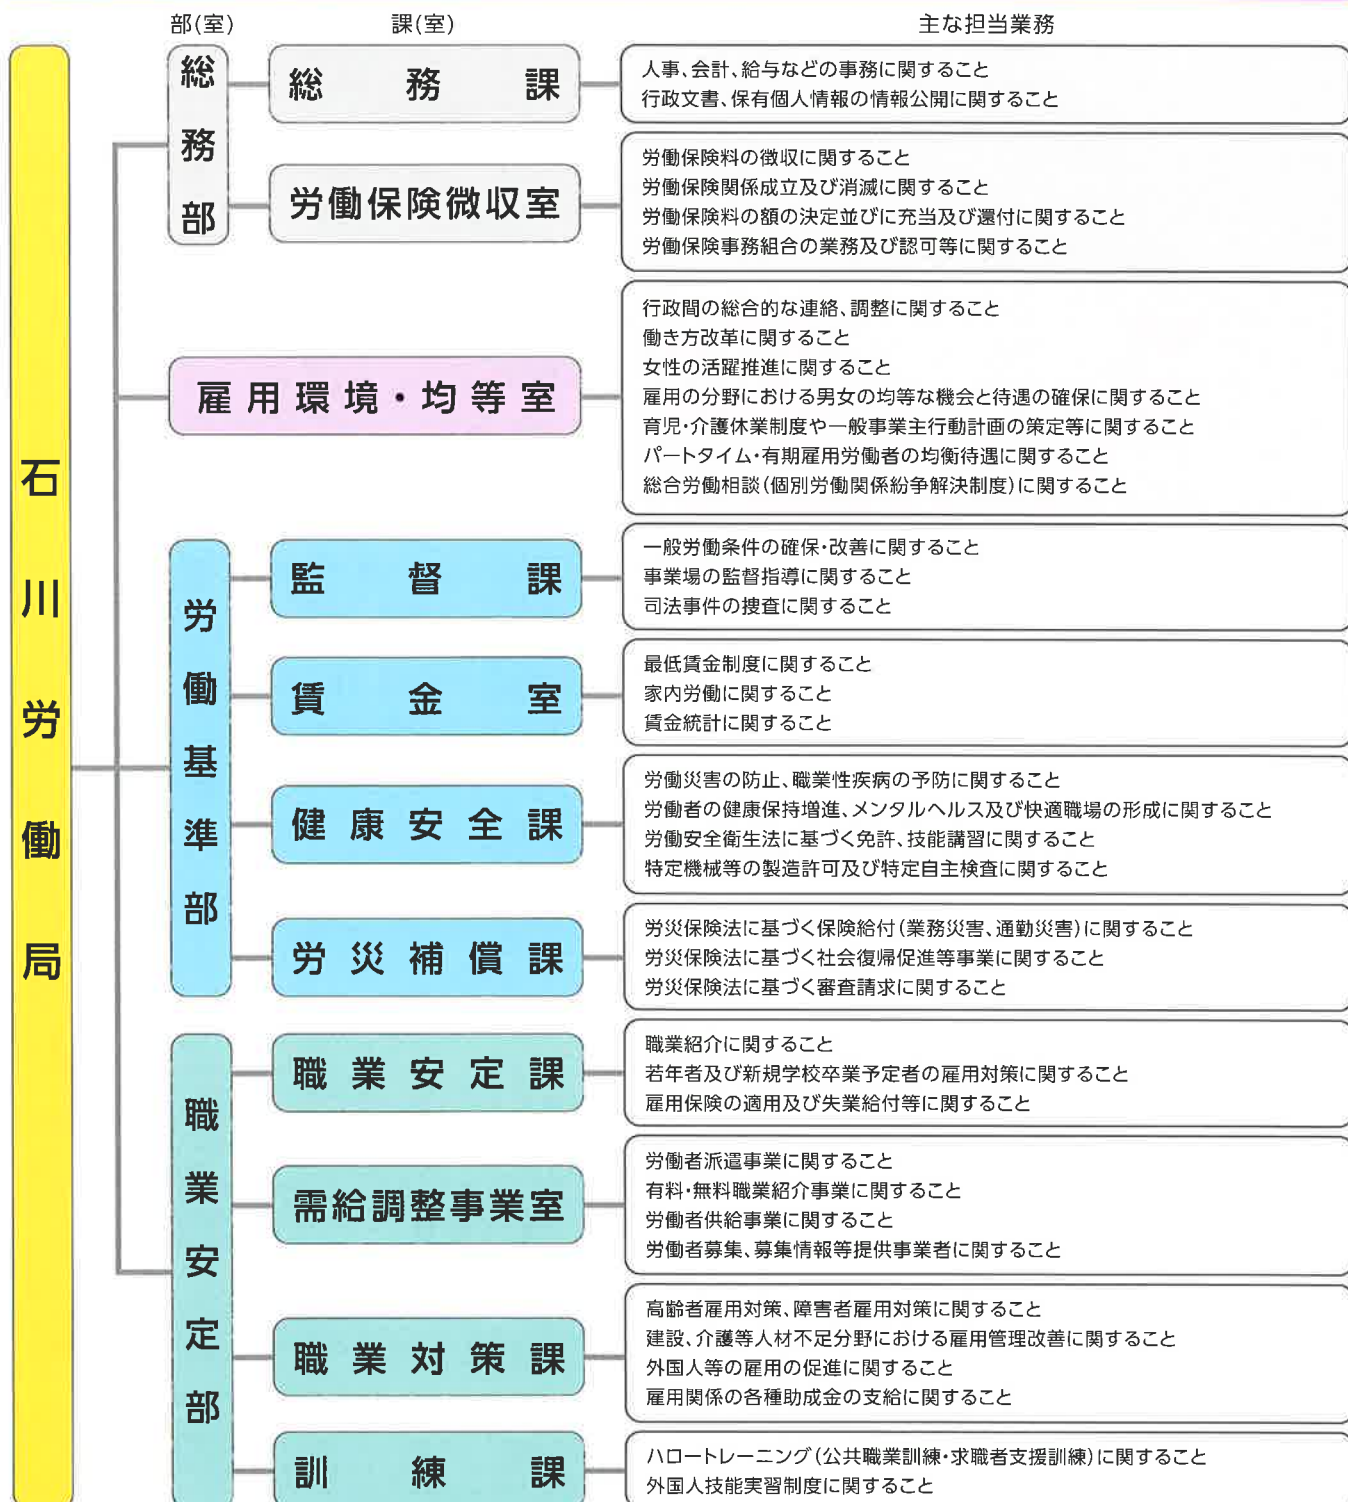 部(室)
課(室)
主な担当業務
石川労働局
総務部
総務課
人事、会計、給与などの事務に関すること
行政文書、保有個人情報の情報公開に関すること
労働保険徴収室
労働保険料の徴収に関すること
労働保険関係成立及び消滅に関すること
労働保険料の額の決定並びに充当及び還付に関すること
労働保険事務組合の業務及び認可等に関すること
雇用環境・均等室
行政間の総合的な連絡、調整に関すること
働き方改革に関すること
女性の活躍推進に関すること
雇用の分野における男女の均等な機会と待遇の確保に関すること
育児・介護休業制度や一般事業主行動計画の策定等に関すること
パートタイム・有期雇用労働者の均衡待遇に関すること
総合労働相談(個別労働関係紛争解決制度)に関すること
労働基準部
監督課
一般労働条件の確保・改善に関すること
事業場の監督指導に関すること
司法事件の捜査に関すること
賃金室
最低賃金制度に関すること
家内労働に関すること
賃金統計に関すること
健康安全課
労働災害の防止、職業性疾病の予防に関すること
労働者の健康保持増進、メンタルヘルス及び快適職場の形成に関すること
労働安全衛生法に基づく免許、技能講習に関すること
特定機械等の製造許可及び特定自主検査に関すること
労災補償課
労災保険法に基づく保険給付(業務災害、通勤災害)に関すること
労災保険法に基づく社会復帰促進等事業に関すること
労災保険法に基づく審査請求に関すること
職業安定部
職業安定課
職業紹介に関すること
若年者及び新規学校卒業予定者の雇用対策に関すること
雇用保険の適用及び失業給付等に関すること
需給調整事業室
労働者派遣事業に関すること
有料・無料職業紹介事業に関すること
労働者供給事業に関すること
労働者募集、募集情報等提供事業者に関すること
職業対策課
高齢者雇用対策、障害者雇用対策に関すること
建設、介護等人材不足分野における雇用管理改善に関すること
外国人等の雇用の促進に関すること
雇用関係の各種助成金の支給に関すること
訓練課
ハロートレーニング(公共職業訓練・求職者支援訓練)に関すること
外国人技能実習制度に関すること